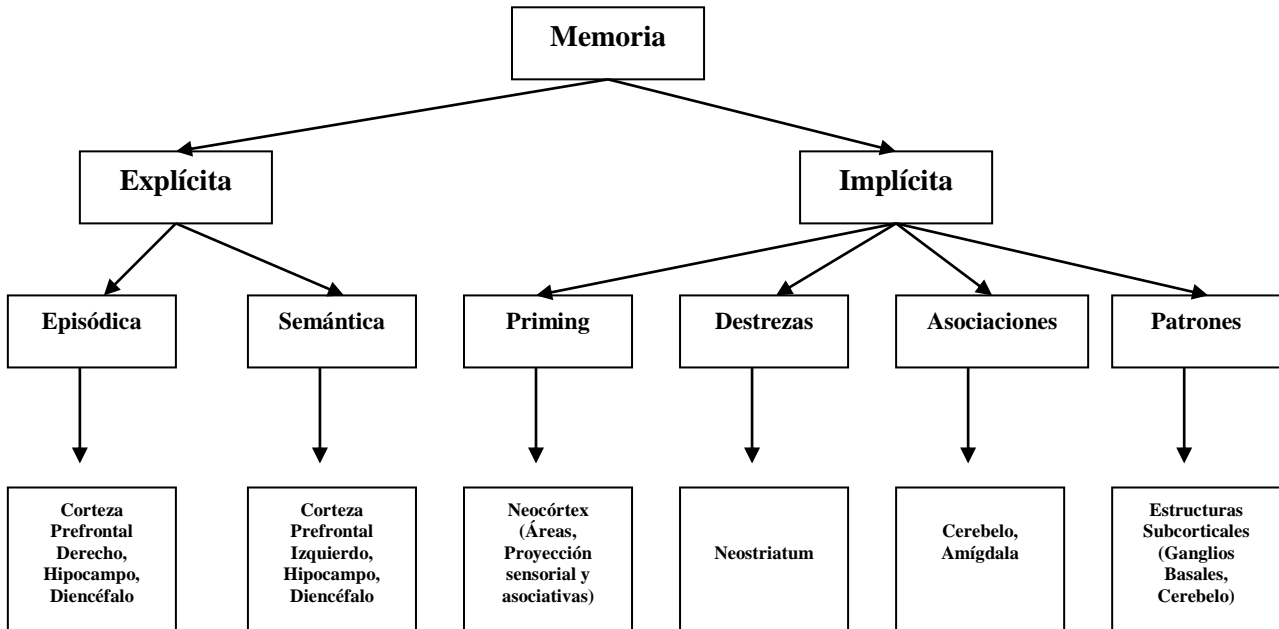 Memoria
Explícita
Implícita
Episódica
Semántica
Priming
Destrezas
Asociaciones
Patrones
Corteza
Prefrontal
Derecho,
Hipocampo,
Diencéfalo
Corteza
Prefrontal
Izquierdo,
Hipocampo,
Diencéfalo
Neocórtex
(Áreas,
Proyección
sensorial y
asociativas)
Neostriatum
Cerebelo,
Amígdala
Estructuras
Subcorticales
(Ganglios
Basales,
Cerebelo)